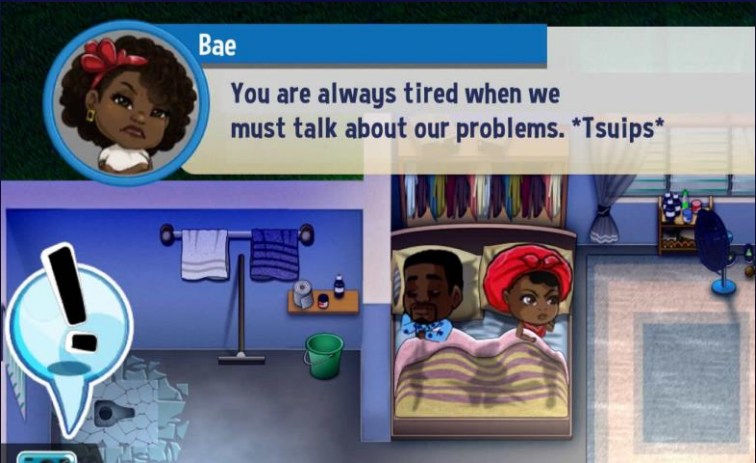 Bae
You are always tired when we
must talk about our problems. *Tsuips*